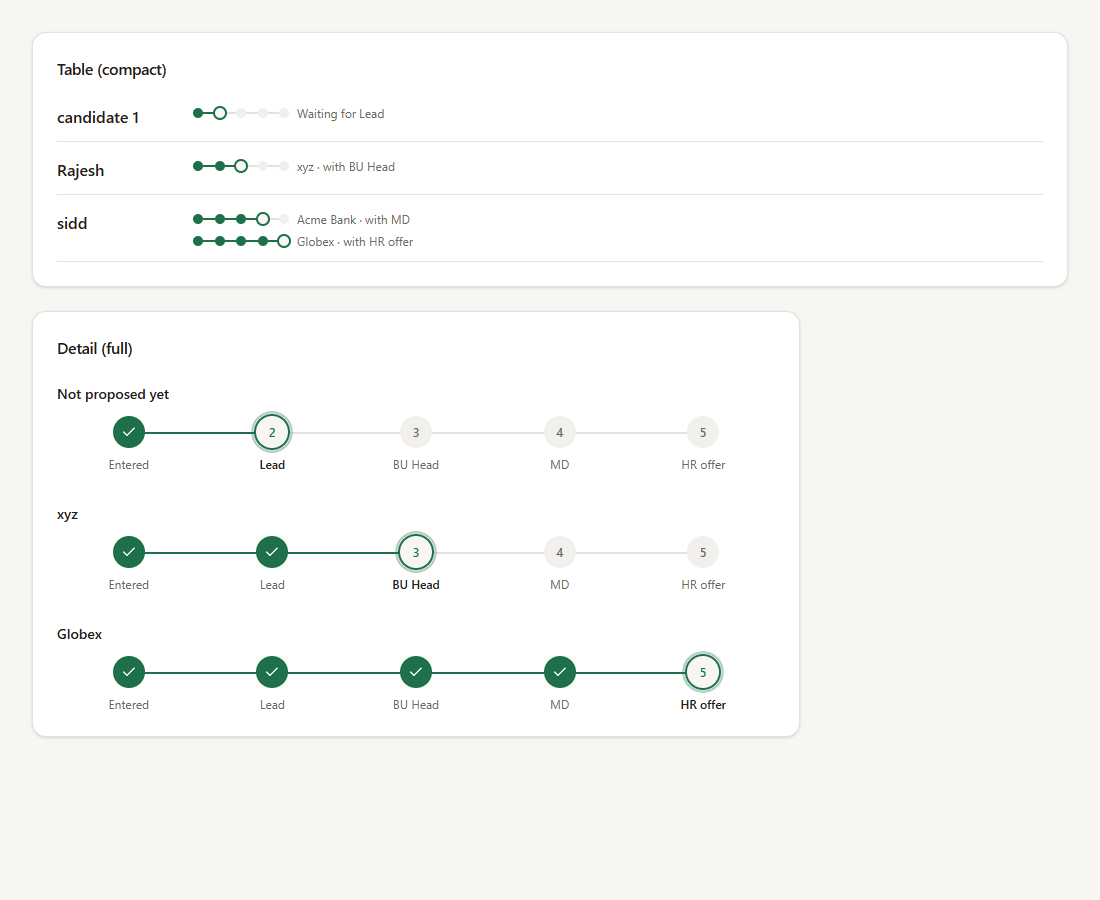 Table (compact)
candidate 1
Waiting for Lead
Rajesh
xyz · with BU Head
sidd
Acme Bank · with MD
Globex · with HR offer
Detail (full)
Not proposed yet
2 3 4 5
Entered Lead BU Head MD HR offer
xyz
3 4 5
Entered Lead BU Head MD HR offer
Globex
5
Entered Lead BU Head MD HR offer